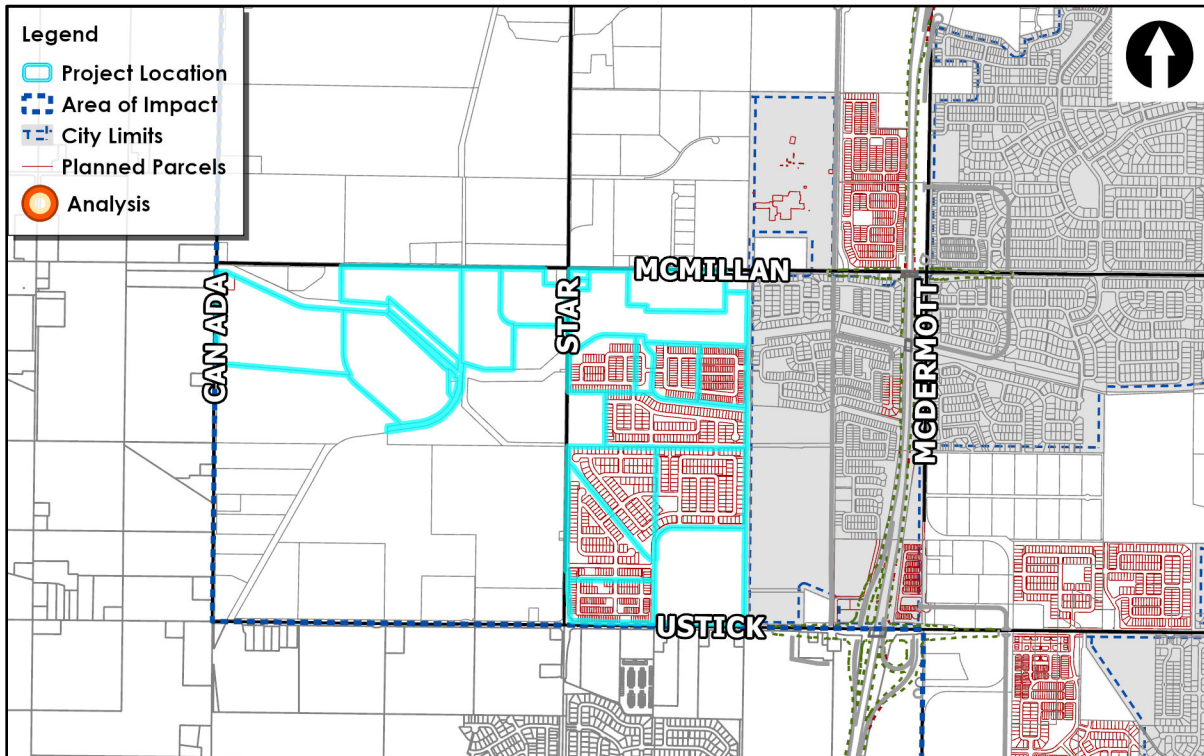 Legend
Project Location
Area of Impact
City Limits
Planned Parcels
Analysis
MCMILLAN
CAN ADA
STAR
MCDERMOTT
USTICK